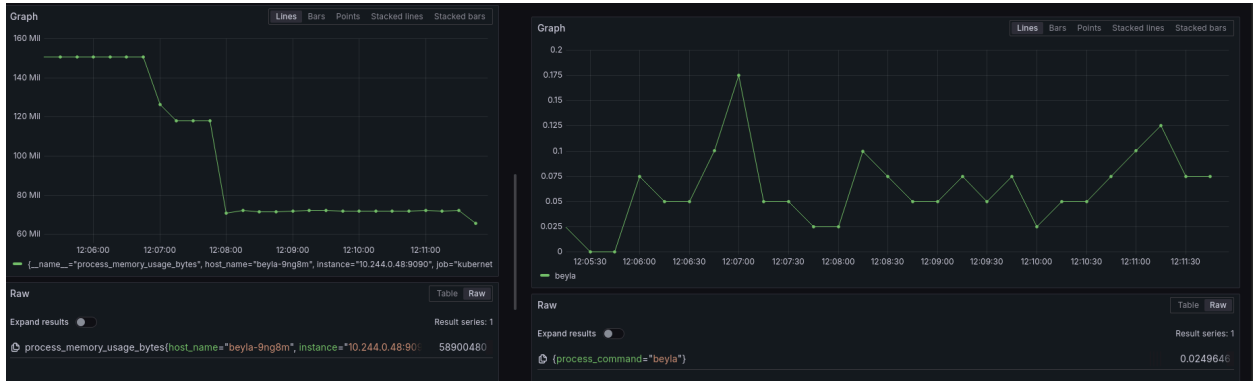 Graph
Lines Bars Points Stacked lines Stacked bars
160 Mil
140 Mil
120 Mil
100 Mil
80 Mil
60 Mil
12:06:00 12:07:00 12:08:00 12:09:00 12:10:00 12:11:00
{__name__="process_memory_usage_bytes", host_name="beyla-9ng8m", instance="10.244.0.48:9090", job="kubernet
Raw
Table Raw
Expand results
Result series: 1
process_memory_usage_bytes{host_name="beyla-9ng8m", instance="10.244.0.48:909 58900480
Graph
Lines Bars Points Stacked lines Stacked bars
0.2
0.175
0.15
0.125
0.1
0.075
0.05
0.025
0
12:05:30 12:06:00 12:06:30 12:07:00 12:07:30 12:08:00 12:08:30 12:09:00 12:09:30 12:10:00 12:10:30 12:11:00 12:11:30
beyla
Raw
Table Raw
Expand results
Result series: 1
{process_command="beyla"} 0.0249646